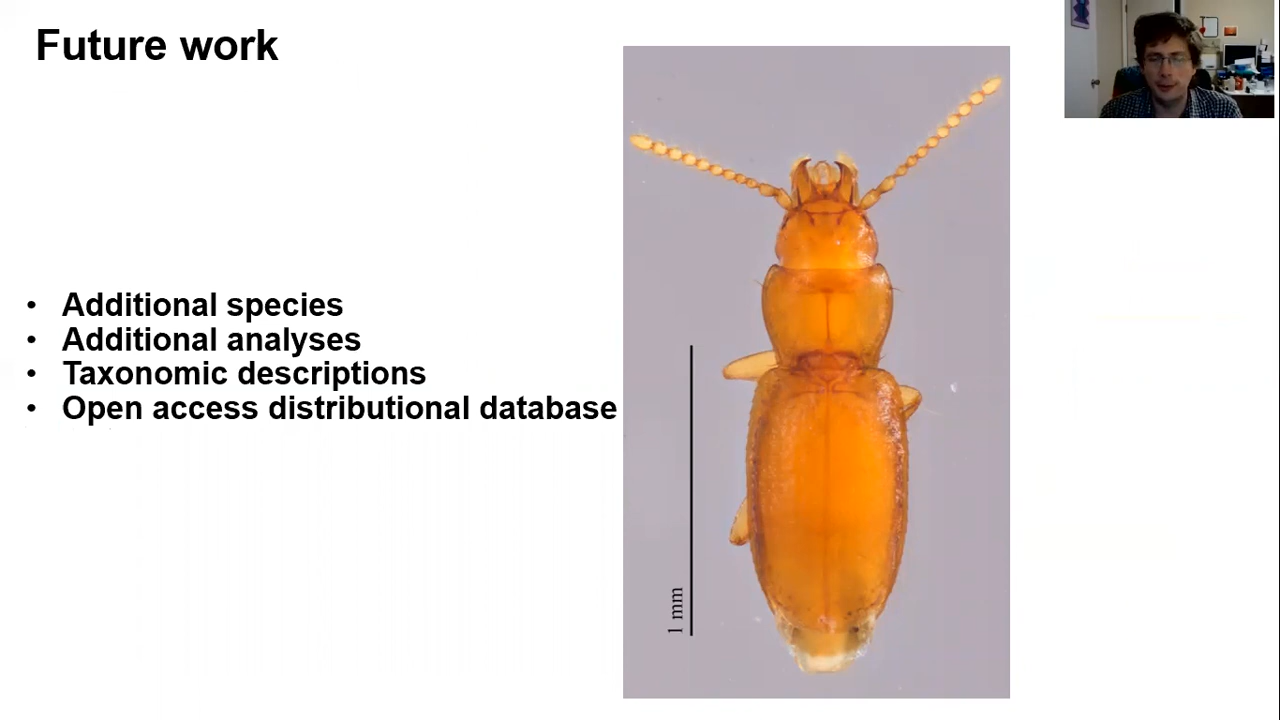 Future work
• Additional species
• Additional analyses
• Taxonomic descriptions
• Open access distributional database
1 mm